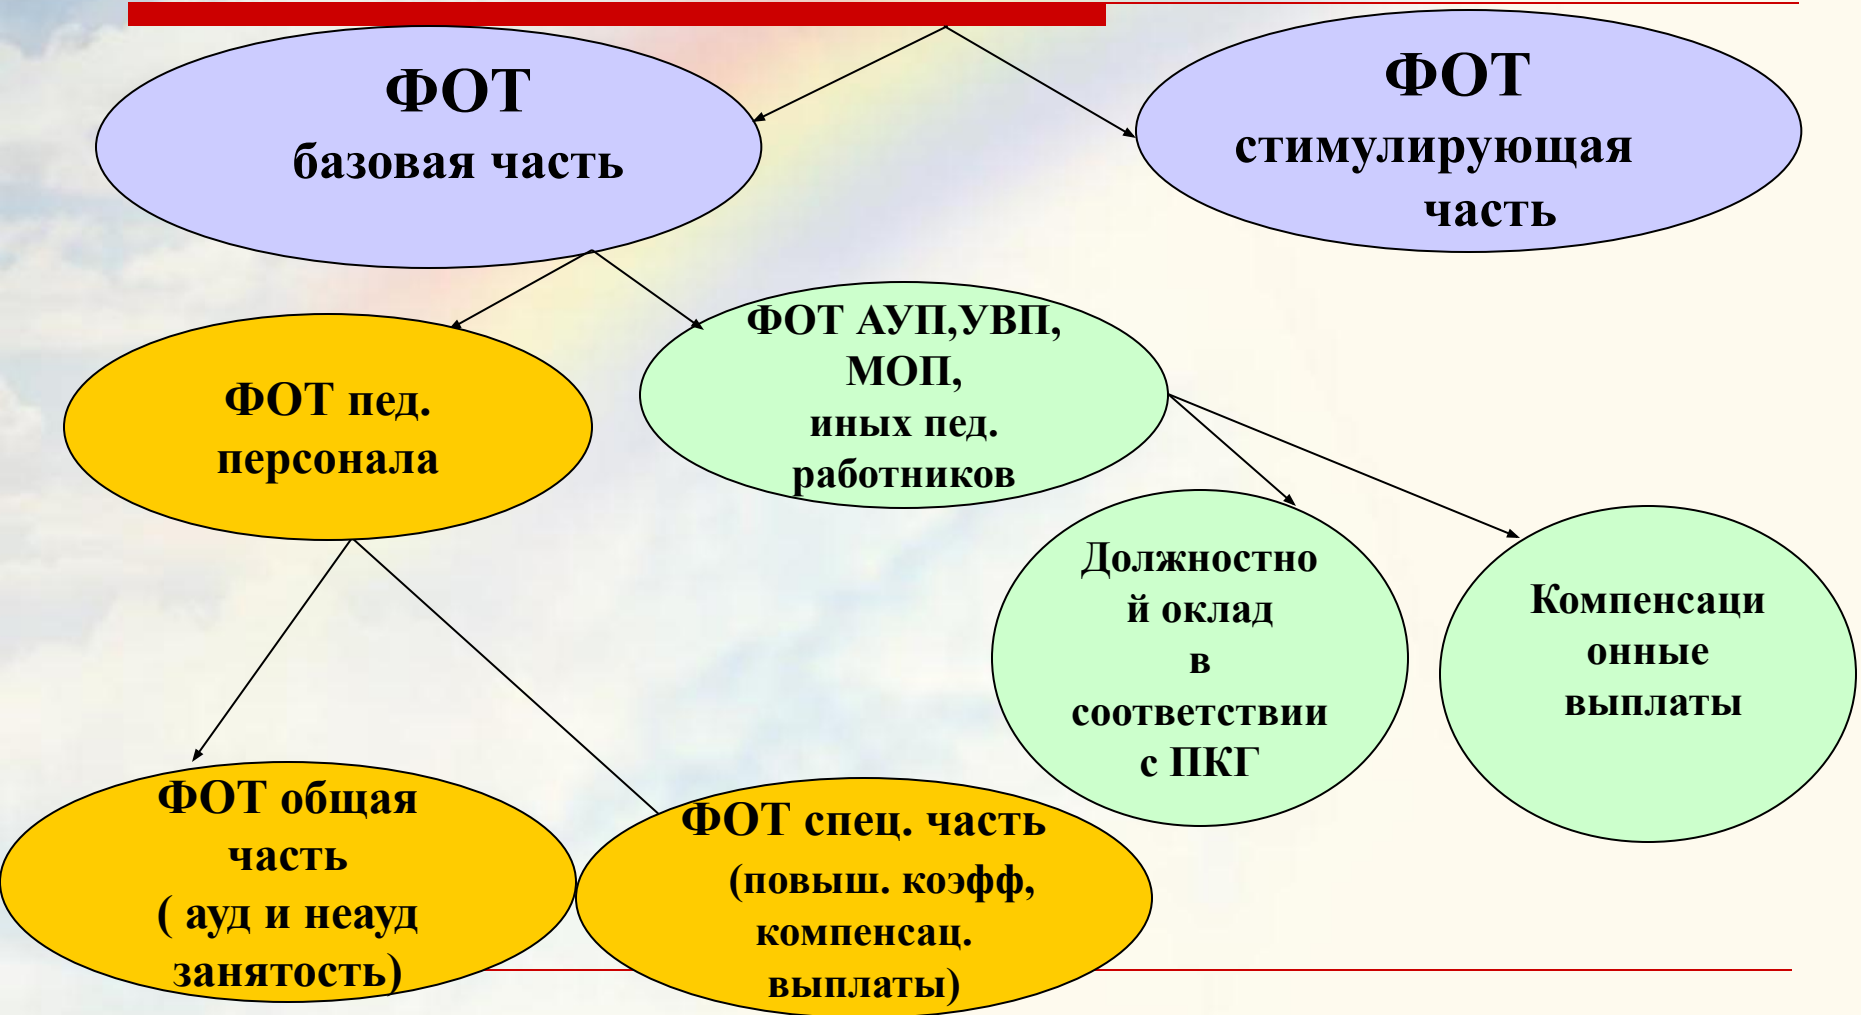 ФОТ
базовая часть
ФОТ
стимулирующая
часть
ФОТ пед.
персонала
ФОТ АУП,УВП,
МОП,
иных пед.
работников
Должностно
й оклад
в
соответствии
с ПКГ
Компенсаци
онные
выплаты
ФОТ общая
часть
( ауд и неауд
занятость)
ФОТ спец. часть
(повыш. коэфф,
компенсац.
выплаты)